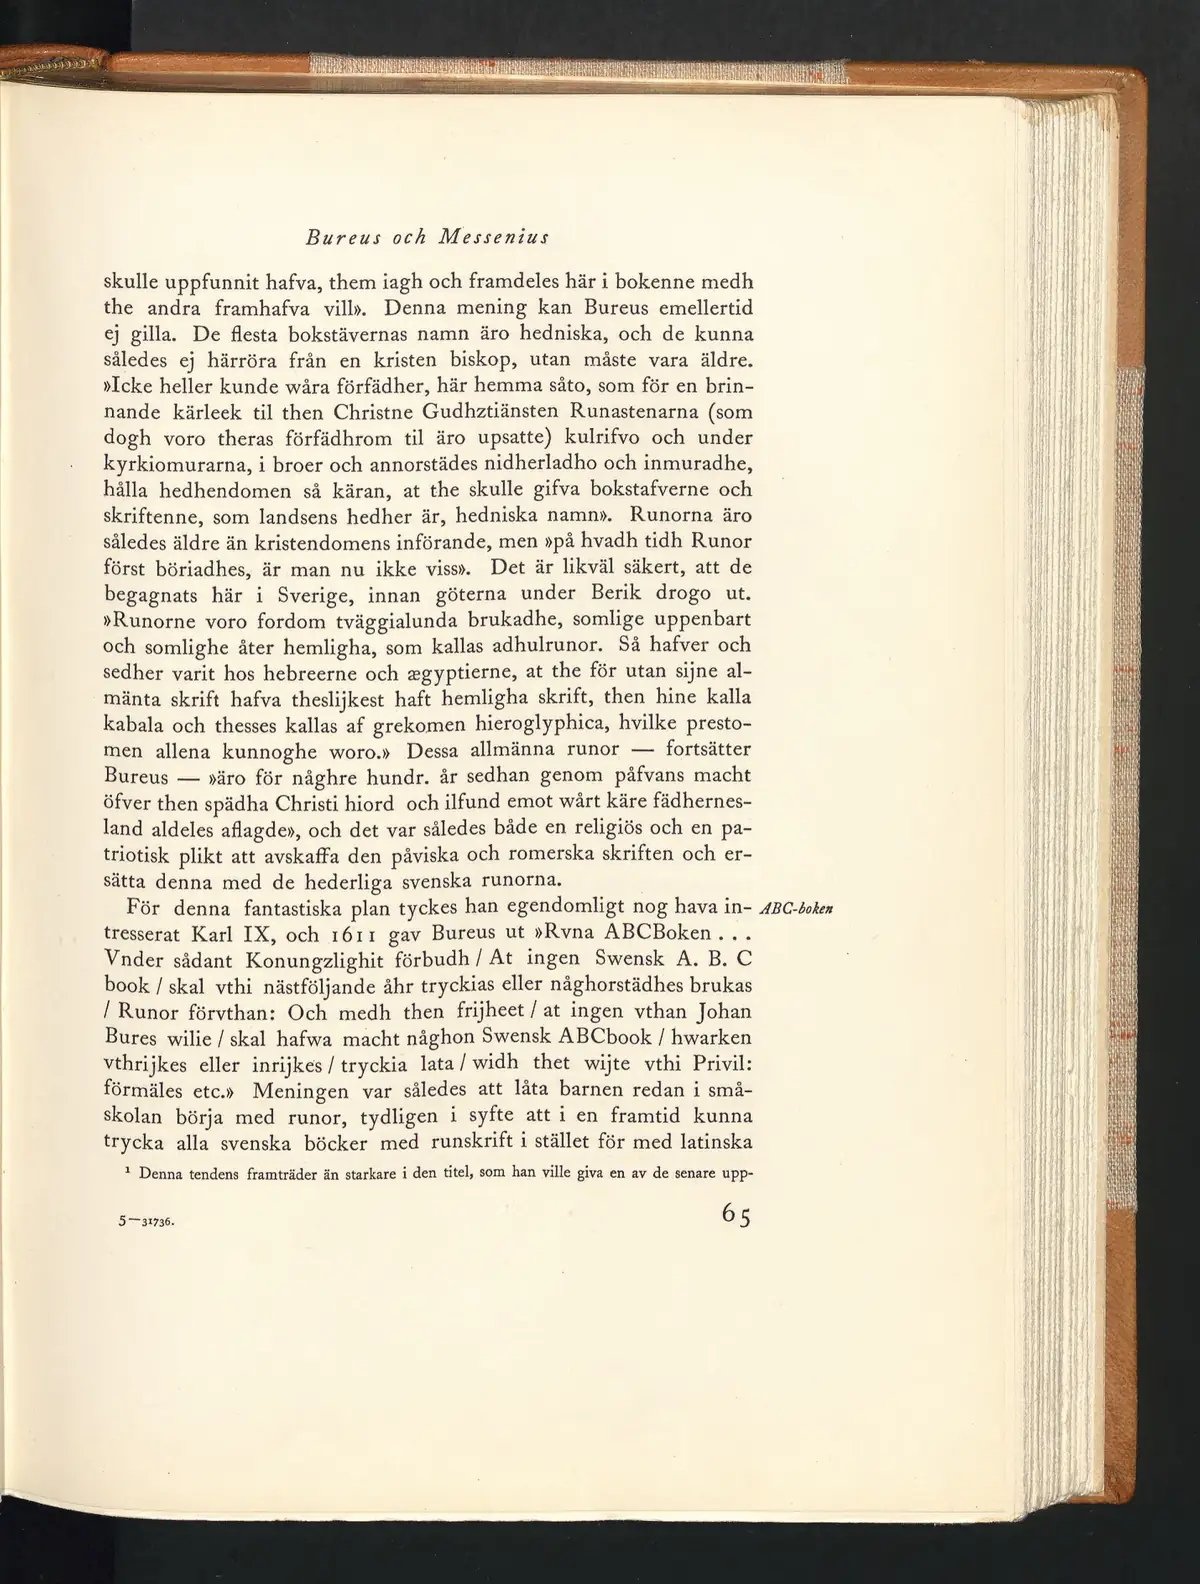 Bureus och Messenius
skulle uppfunnit hafva, them iagh och framdeles här i bokenne medh
the andra framhafva vill». Denna mening kan Bureus emellertid
ej gilla. De flesta bokstävernas namn äro hedniska, och de kunna
således ej härröra från en kristen biskop, utan måste vara äldre.
»Icke heller kunde wåra förfädher, här hemma såto, som för en brin-
nande kärleek til then Christne Gudhztiänsten Runastenarna (som
dogh voro theras förfädhrom til äro upsatte) kulrifvo och under
kyrkiomurarna, i broer och annorstädes nidherladho och inmuradhe,
hålla hedhendomen så käran, at the skulle gifva bokstafverne och
skriftenne, som landsens hedher är, hedniska namn». Runorna äro
således äldre än kristendomens införande, men »på hvadh tidh Runor
först böriadhes, är man nu ikke viss». Det är likväl säkert, att de
begagnats här i Sverige, innan göterna under Berik drogo ut.
»Runorne voro fordom tväggialunda brukadhe, somlige uppenbart
och somlighe åter hemligha, som kallas adhulrunor. Så hafver och
sedher varit hos hebreerne och ægyptierne, at the för utan sijne al-
mänta skrift hafva theslijkest haft hemligha skrift, then hine kalla
kabala och thesses kallas af grekomen hieroglyphica, hvilke presto-
men allena kunnoghe woro.» Dessa allmänna runor — fortsätter
Bureus — »äro för någhre hundr. år sedhan genom påfvans macht
öfver then spädha Christi hiord och ilfund emot wårt käre fädhernes-
land aldeles aflagde», och det var således både en religiös och en pa-
triotisk plikt att avskaffa den påviska och romerska skriften och er-
sätta denna med de hederliga svenska runorna.
För denna fantastiska plan tyckes han egendomligt nog hava in- ABC-boken
tresserat Karl IX, och 1611 gav Bureus ut »Rvna ABCBoken . . .
Vnder sådant Konungzlighit förbudh / At ingen Swensk A. B. C
book / skal vthi nästföljande åhr tryckias eller någhorstädhes brukas
/ Runor förvthan: Och medh then frijheet / at ingen vthan Johan
Bures wilie / skal hafwa macht någhon Swensk ABCbook / hwarken
vthrijkes eller inrijkes / tryckia lata / widh thet wijte vthi Privil:
förmäles etc.» Meningen var således att låta barnen redan i små-
skolan börja med runor, tydligen i syfte att i en framtid kunna
trycka alla svenska böcker med runskrift i stället för med latinska
¹ Denna tendens framträder än starkare i den titel, som han ville giva en av de senare upp-
5—31736.
65